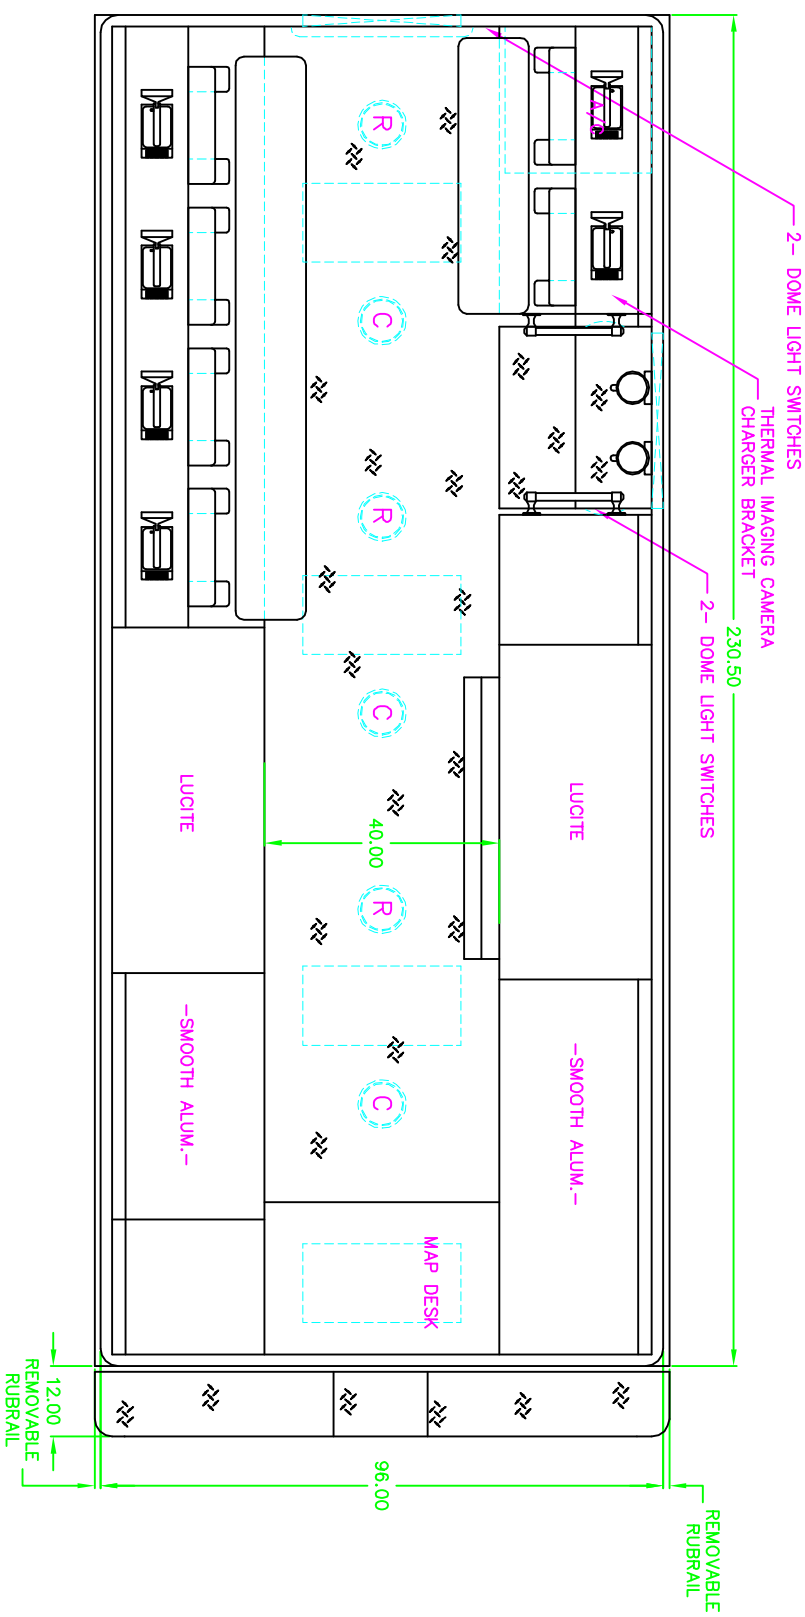 2- DOME LIGHT SWITCHES
THERMAL IMAGING CAMERA
CHARGER BRACKET
230.50
2- DOME LIGHT SWITCHES
A/C
LUCITE
-SMOOTH ALUM.-
R
C
R
C
R
C
40.00
MAP DESK
LUCITE
-SMOOTH ALUM.-
REMOVABLE
RUBRAIL
96.00
12.00
REMOVABLE
RUBRAIL